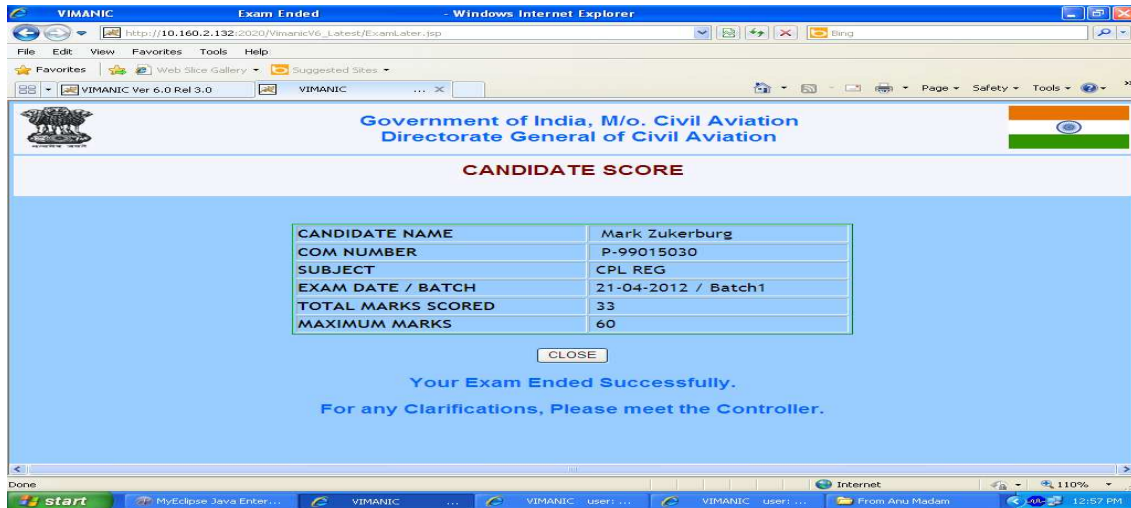 VIMANIC Exam Ended - Windows Internet Explorer
http://10.160.2.132:2020/VimanicV6_Latest/ExamLater.jsp Bing
File Edit View Favorites Tools Help
Favorites Web Slice Gallery Suggested Sites
VIMANIC Ver 6.0 Rel 3.0 VIMANIC ... Page Safety Tools
Government of India, M/o. Civil Aviation
Directorate General of Civil Aviation
CANDIDATE SCORE
CANDIDATE NAME Mark Zukerburg
COM NUMBER P-99015030
SUBJECT CPL REG
EXAM DATE / BATCH 21-04-2012 / Batch1
TOTAL MARKS SCORED 33
MAXIMUM MARKS 60
CLOSE
Your Exam Ended Successfully.
For any Clarifications, Please meet the Controller.
Done Internet 110%
start MyEclipse Java Enter... VIMANIC ... VIMANIC user: ... VIMANIC user: ... From Anu Madam 12:57 PM